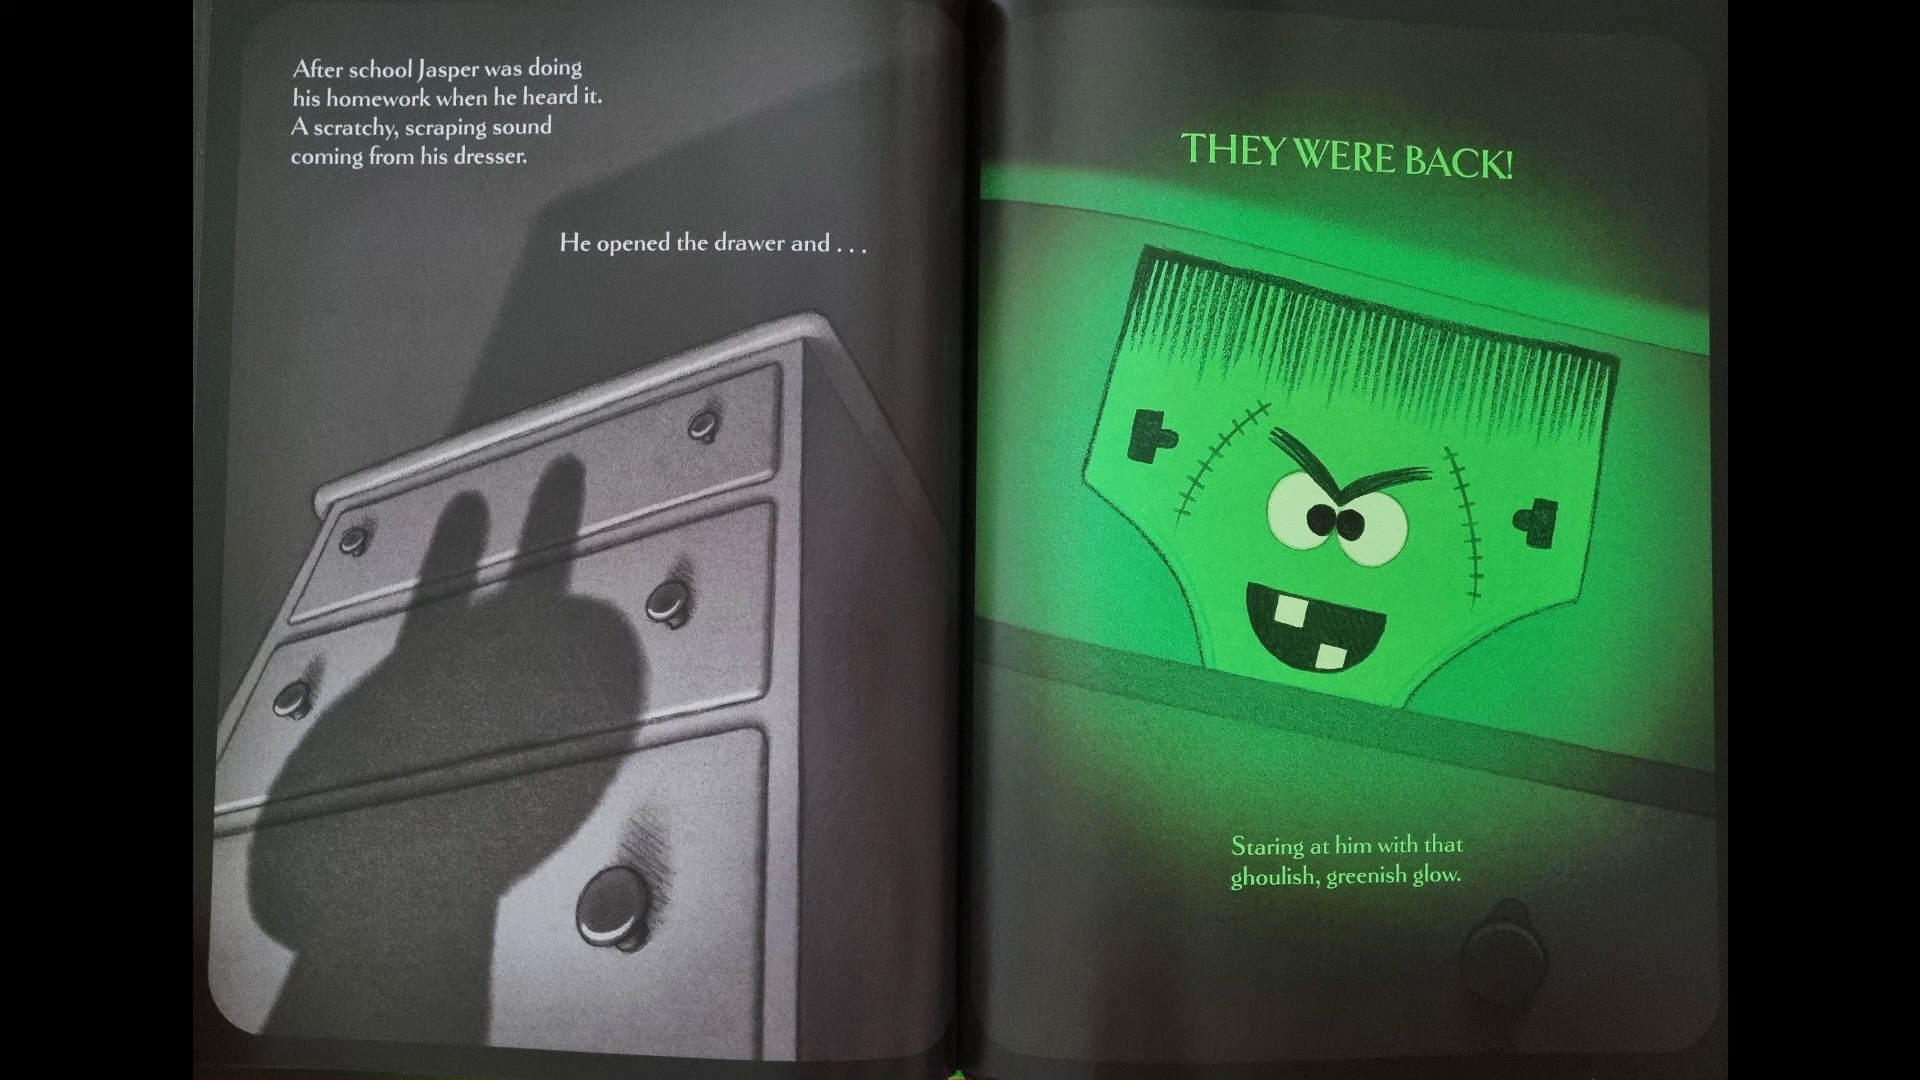 After school Jasper was doing
his homework when he heard it.
A scratchy, scraping sound
coming from his dresser.
He opened the drawer and . . .
THEY WERE BACK!
Staring at him with that
ghoulish, greenish glow.